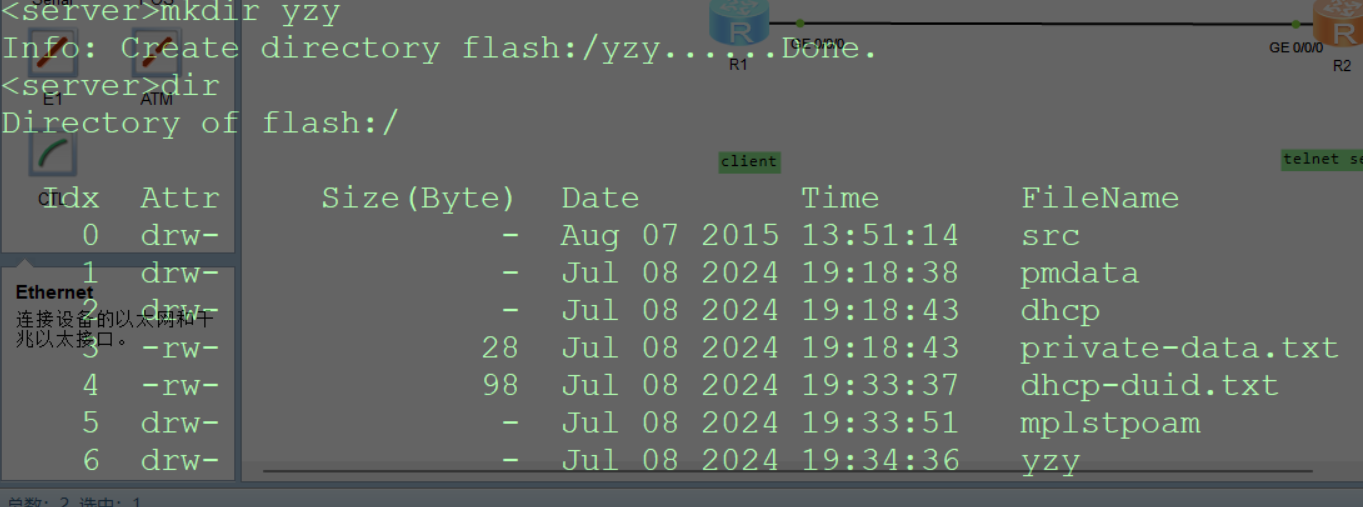 Serial POS
<server>mkdir yzy
Info: Create directory flash:/yzy......Done.
<server>dir
Directory of flash:/
Idx Attr Size(Byte) Date Time FileName
0 drw- - Aug 07 2015 13:51:14 src
1 drw- - Jul 08 2024 19:18:38 pmdata
2 drw- - Jul 08 2024 19:18:43 dhcp
3 -rw- 28 Jul 08 2024 19:18:43 private-data.txt
4 -rw- 98 Jul 08 2024 19:33:37 dhcp-duid.txt
5 drw- - Jul 08 2024 19:33:51 mplstpoam
6 drw- - Jul 08 2024 19:34:36 yzy
R
R
GE 0/0/0
GE 0/0/0
R1
R2
E1 ATM
CTL
client
telnet se
Ethernet
连接设备的以太网和千
兆以太接口。
总数: 2 选中: 1